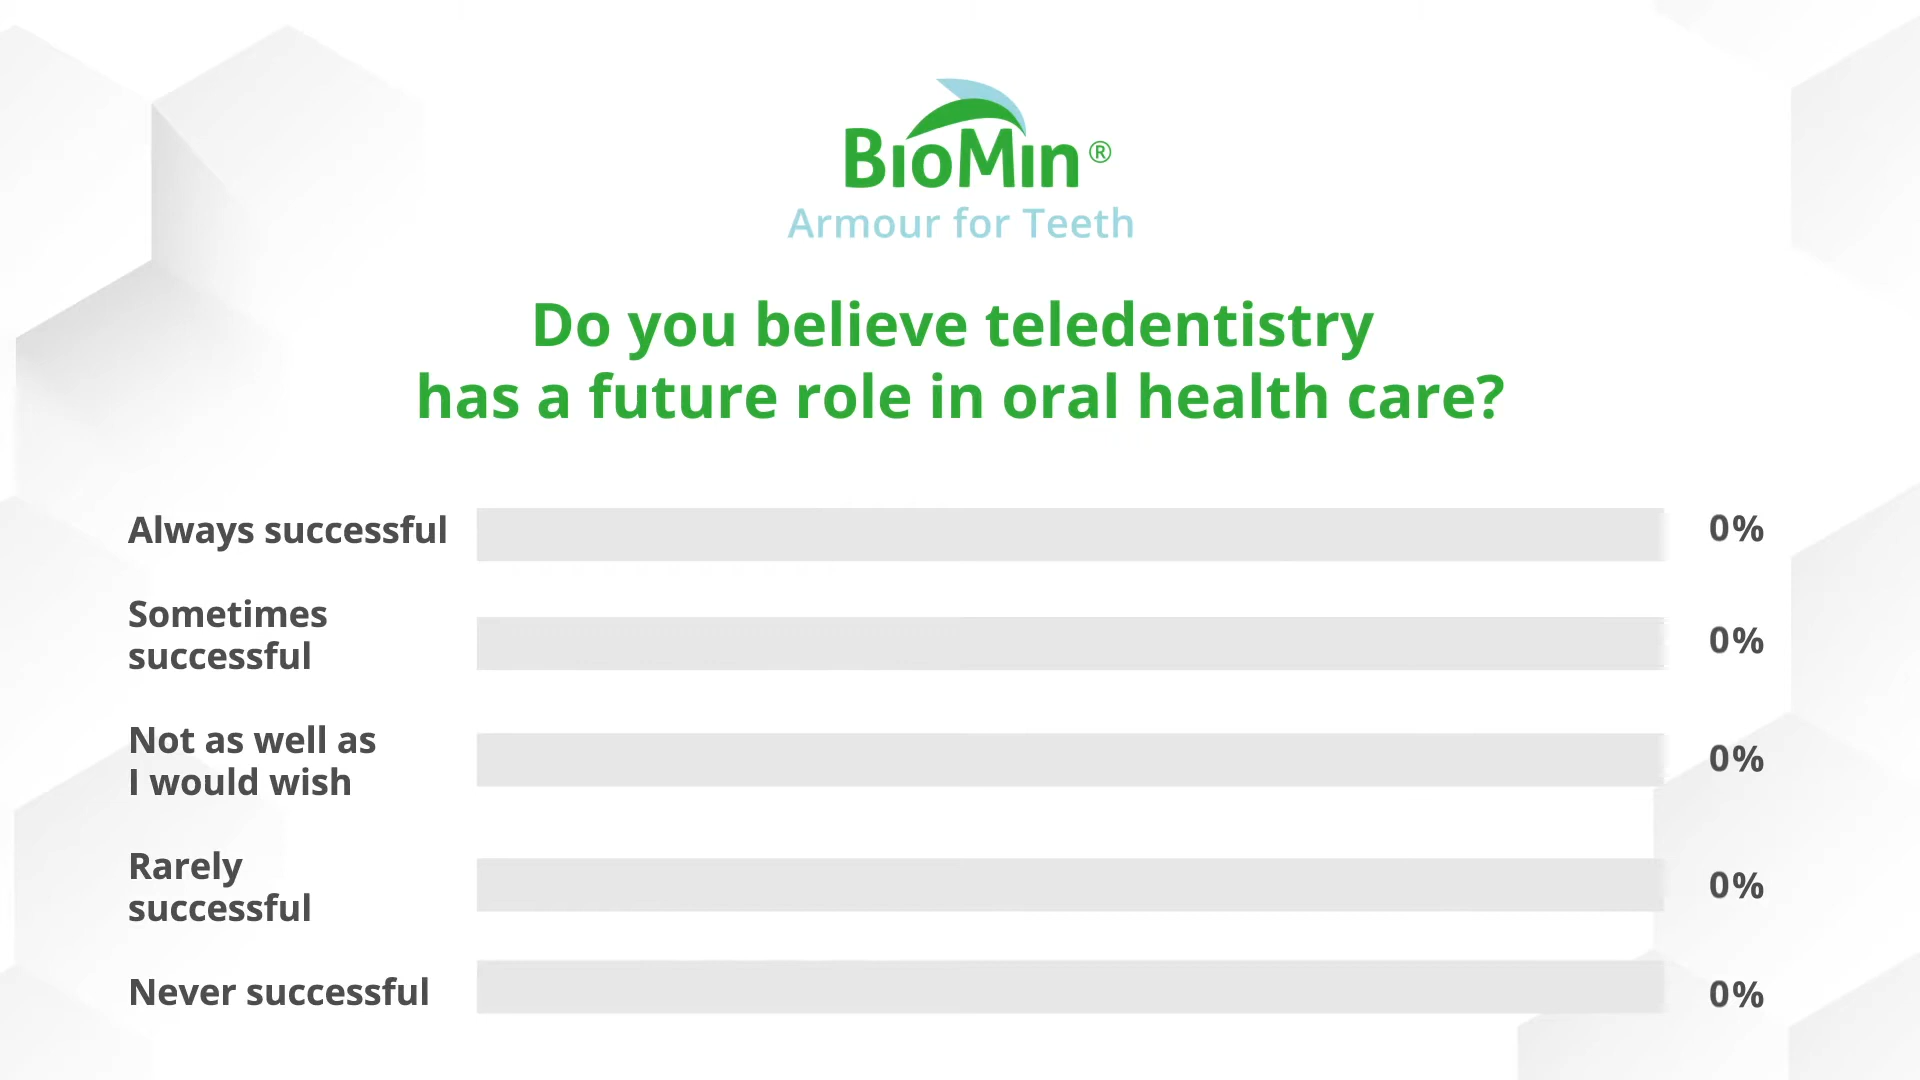 BioMin®
Armour for Teeth
Do you believe teledentistry
has a future role in oral health care?
Always successful 0%
Sometimes
successful 0%
Not as well as
I would wish 0%
Rarely
successful 0%
Never successful 0%